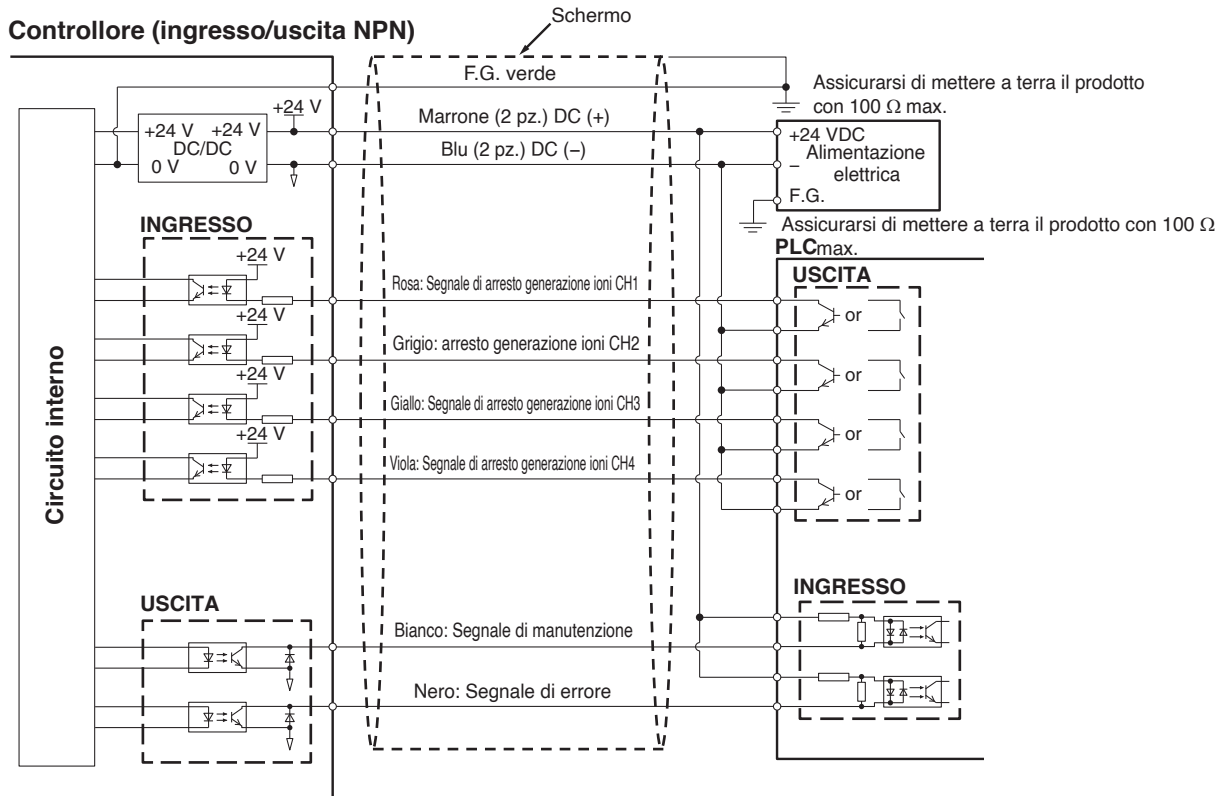 Schermo
Controllore (ingresso/uscita NPN)
F.G. verde
Assicurarsi di mettere a terra il prodotto
con 100 Ω max.
+24 V
Marrone (2 pz.) DC (+)
+24 V +24 V
DC/DC
0 V 0 V
Blu (2 pz.) DC (−)
+24 VDC
Alimentazione
elettrica
−
F.G.
Assicurarsi di mettere a terra il prodotto con 100 Ω
max.
INGRESSO
PLC
USCITA
+24 V
Rosa: Segnale di arresto generazione ioni CH1
or
+24 V
Grigio: arresto generazione ioni CH2
or
+24 V
Giallo: Segnale di arresto generazione ioni CH3
or
+24 V
Viola: Segnale di arresto generazione ioni CH4
or
Circuito interno
USCITA
INGRESSO
Bianco: Segnale di manutenzione
Nero: Segnale di errore